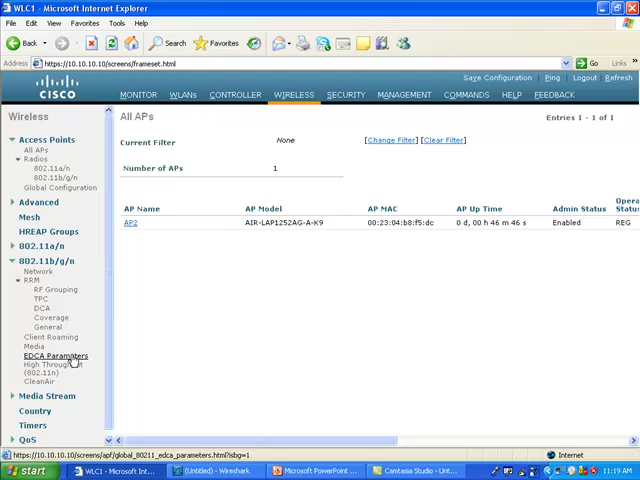 WLC1 - Microsoft Internet Explorer
File Edit View Favorites Tools Help
Back Search Favorites
Address https://10.10.10.10/screens/frameset.html Go Links »
Save Configuration Ping Logout Refresh
CISCO MONITOR WLANs CONTROLLER WIRELESS SECURITY MANAGEMENT COMMANDS HELP FEEDBACK
Wireless
Access Points
All APs
Radios
802.11a/n
802.11b/g/n
Global Configuration
Advanced
Mesh
HREAP Groups
802.11a/n
802.11b/g/n
Network
RRM
RF Grouping
TPC
DCA
Coverage
General
Client Roaming
Media
EDCA Parameters
High
(802.11n)
CleanAir
Media Stream
Country
Timers
QoS
All APs
Entries 1 - 1 of 1
Current Filter None [Change Filter] [Clear Filter]
Number of APs 1
AP Name AP Model AP MAC AP Up Time Admin Status Opera
Status
AP2 AIR-LAP1252AG-A-K9 00:23:04:b8:f5:dc 0 d, 00 h 46 m 46 s Enabled REG
https://10.10.10.10/screens/apf/global_80211_edca_parameters.html?isbg=1 Internet
start WLC1 - Microsoft Int... (Untitled) - Wireshark Microsoft PowerPoint ... Camtasia Studio - Unt... 11:19 AM